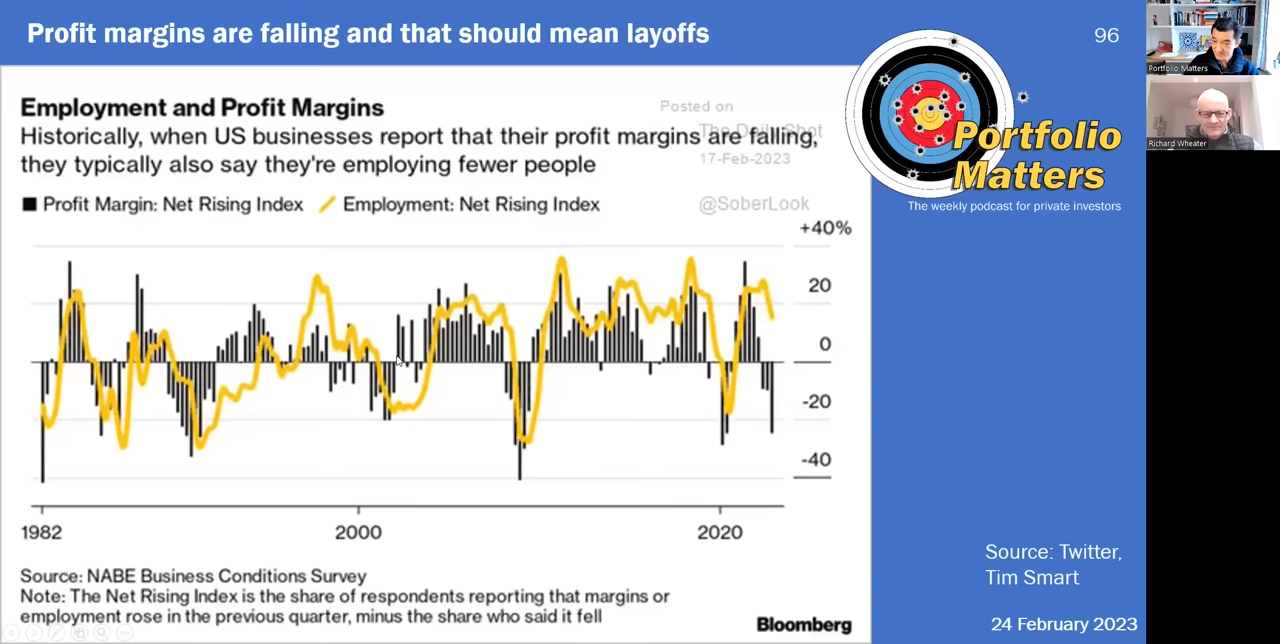 Profit margins are falling and that should mean layoffs
96
Portfolio Matters
Richard Wheater
Employment and Profit Margins
Posted on
Historically, when US businesses report that their profit margins are falling,
The Daily Shot
they typically also say they're employing fewer people
17-Feb-2023
Profit Margin: Net Rising Index
Employment: Net Rising Index
@SoberLook
Portfolio
Matters
The weekly podcast for private investors
+40%
20
0
-20
-40
1982
2000
2020
Source: NABE Business Conditions Survey
Note: The Net Rising Index is the share of respondents reporting that margins or
employment rose in the previous quarter, minus the share who said it fell
Bloomberg
Source: Twitter,
Tim Smart
24 February 2023